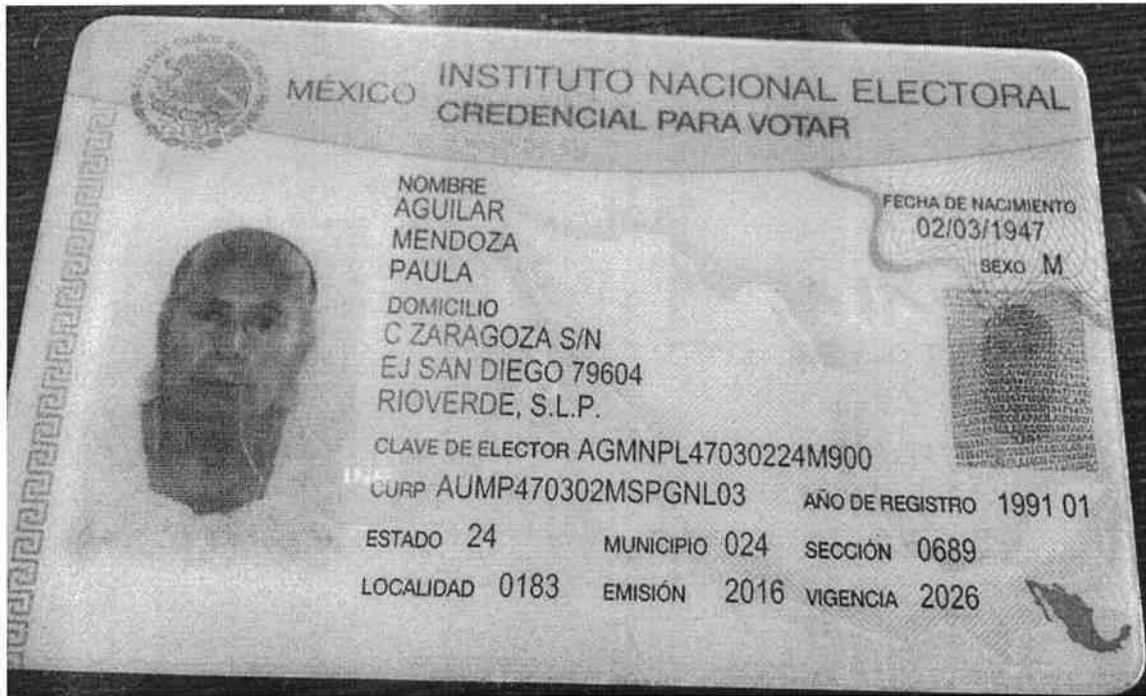 MÉXICO INSTITUTO NACIONAL ELECTORAL
CREDENCIAL PARA VOTAR
NOMBRE
AGUILAR
MENDOZA
PAULA
FECHA DE NACIMIENTO
02/03/1947
SEXO M
DOMICILIO
C ZARAGOZA S/N
EJ SAN DIEGO 79604
RIOVERDE, S.L.P.
CLAVE DE ELECTOR AGMNPL47030224M900
CURP AUMP470302MSPGNL03 AÑO DE REGISTRO 1991 01
ESTADO 24 MUNICIPIO 024 SECCIÓN 0689
LOCALIDAD 0183 EMISIÓN 2016 VIGENCIA 2026